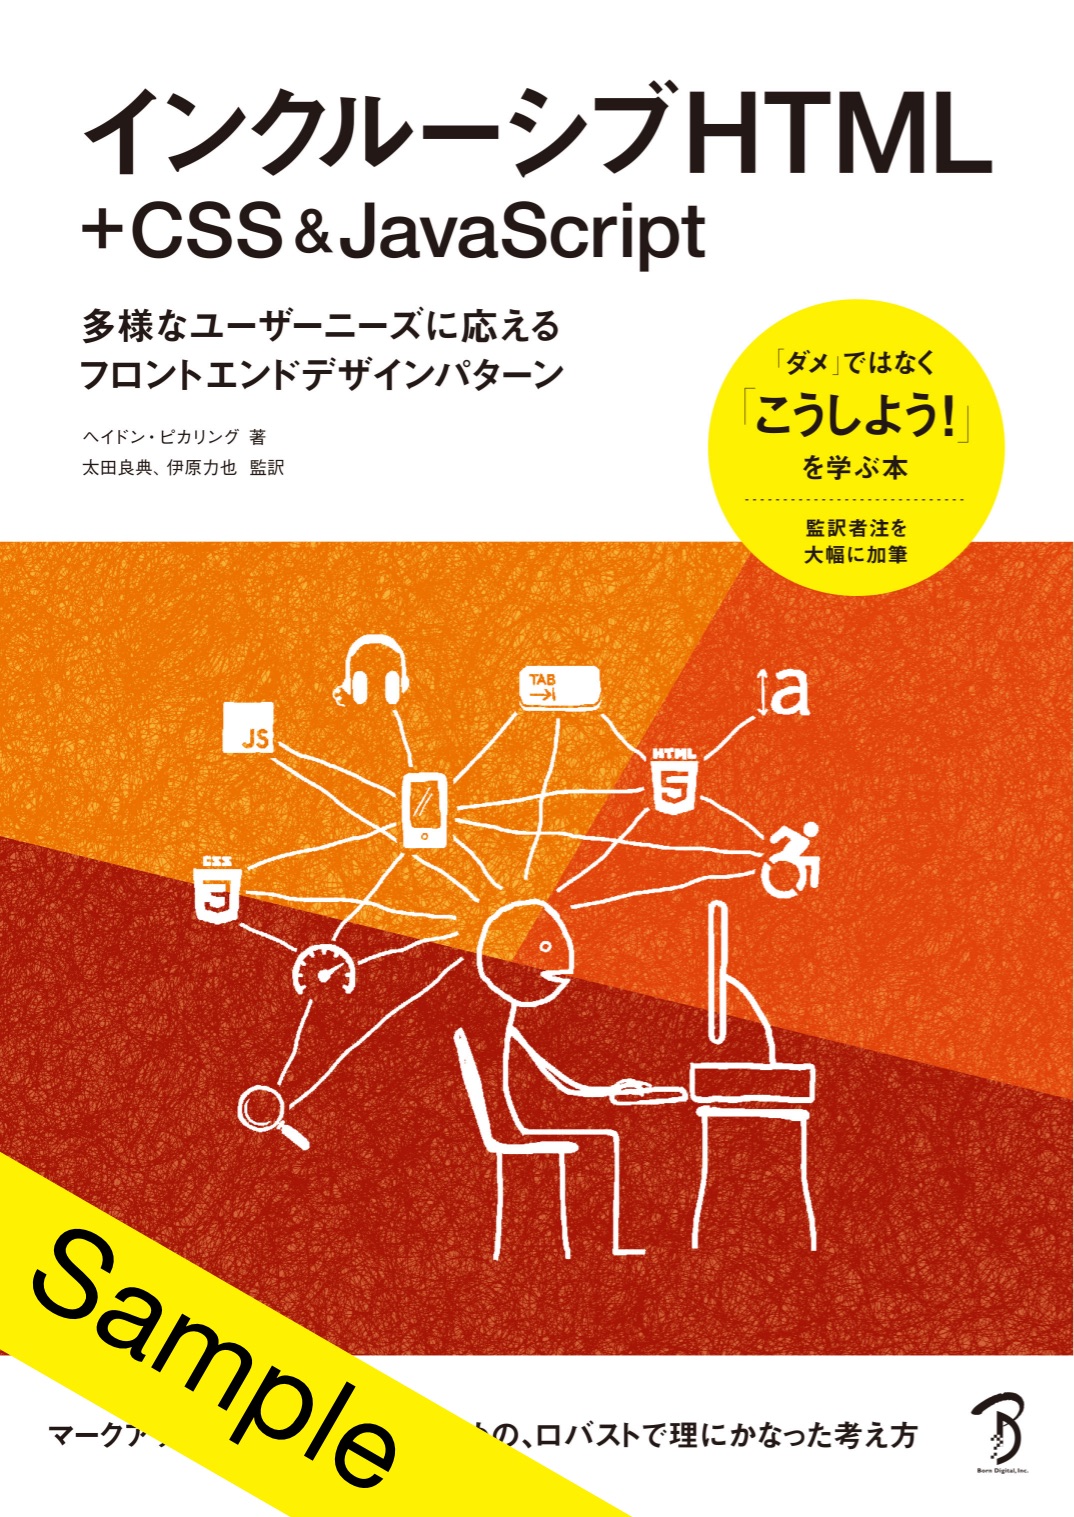 インクルーシブHTML
+CSS & JavaScript
多様なユーザーニーズに応える
フロントエンドデザインパターン
ヘイドン・ピカリング 著
太田良典、伊原力也 監訳
「ダメ」ではなく
「こうしよう!」
を学ぶ本
監訳者注を
大幅に加筆
TAB
a
JS
HTML
5
CSS
3
Sample
マークア
の、ロバストで理にかなった考え方
B
Born Digital, Inc.